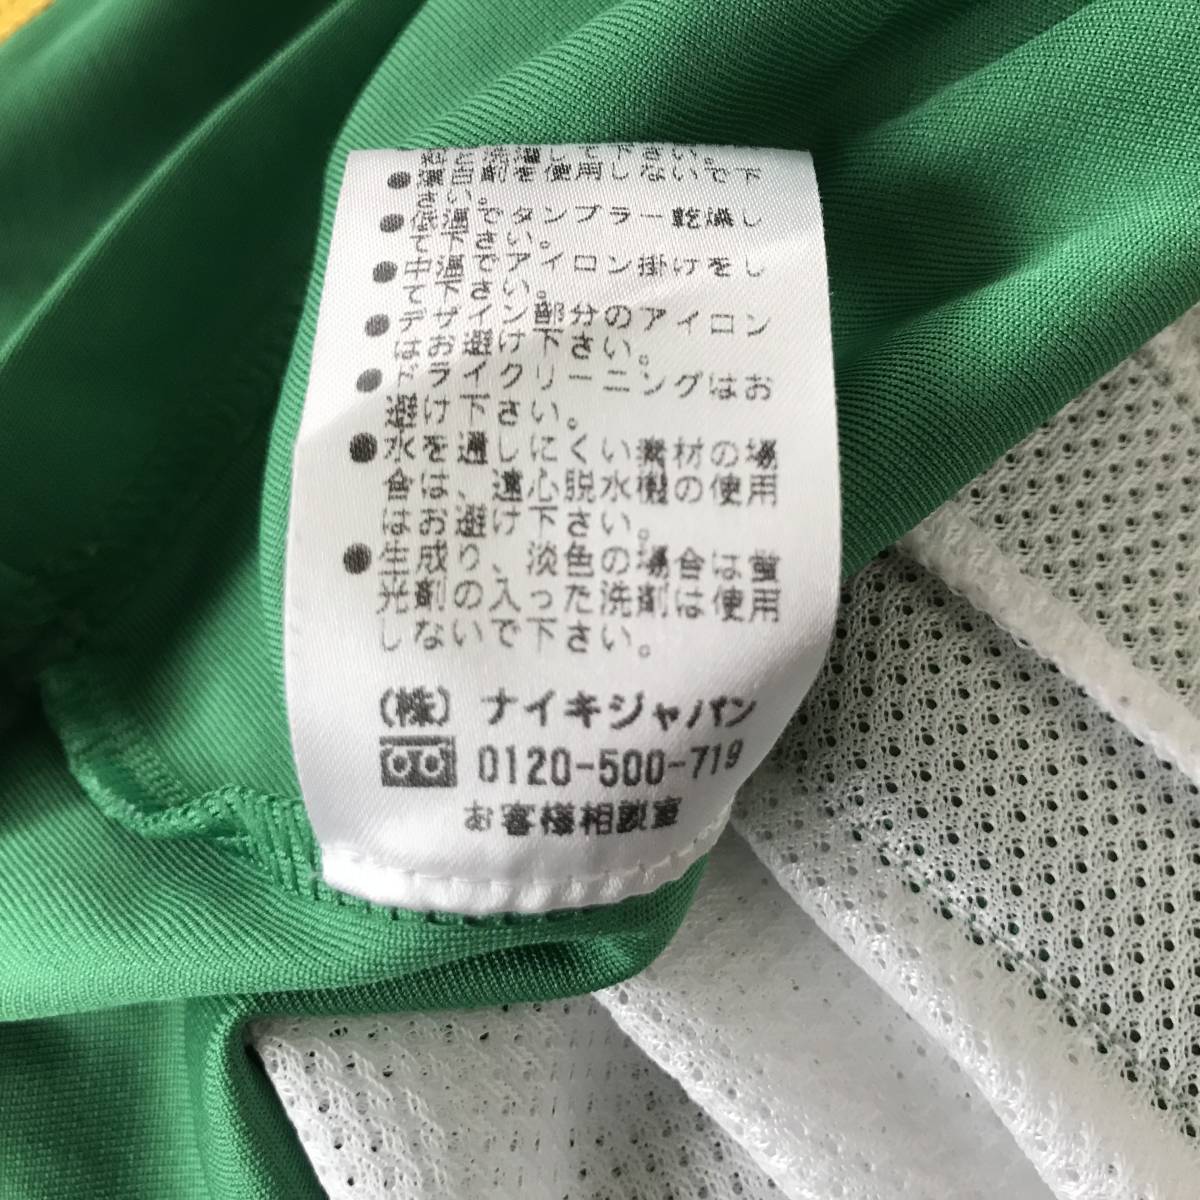 洗濯して下さい。
●漂白剤を使用しないで下
さい。
●低温でタンブラー乾燥し
て下さい。
●中温でアイロン掛けをし
て下さい。
●デザイン部分のアイロン
はお避け下さい。
●ドライクリーニングはお
避け下さい。
●水を通しにくい素材の場
合は、遠心脱水機の使用
はお避け下さい。
●生成り、淡色の場合は蛍
光剤の入った洗剤は使用
しないで下さい。
(株) ナイキジャパン
0120-500-719
お客様相談室